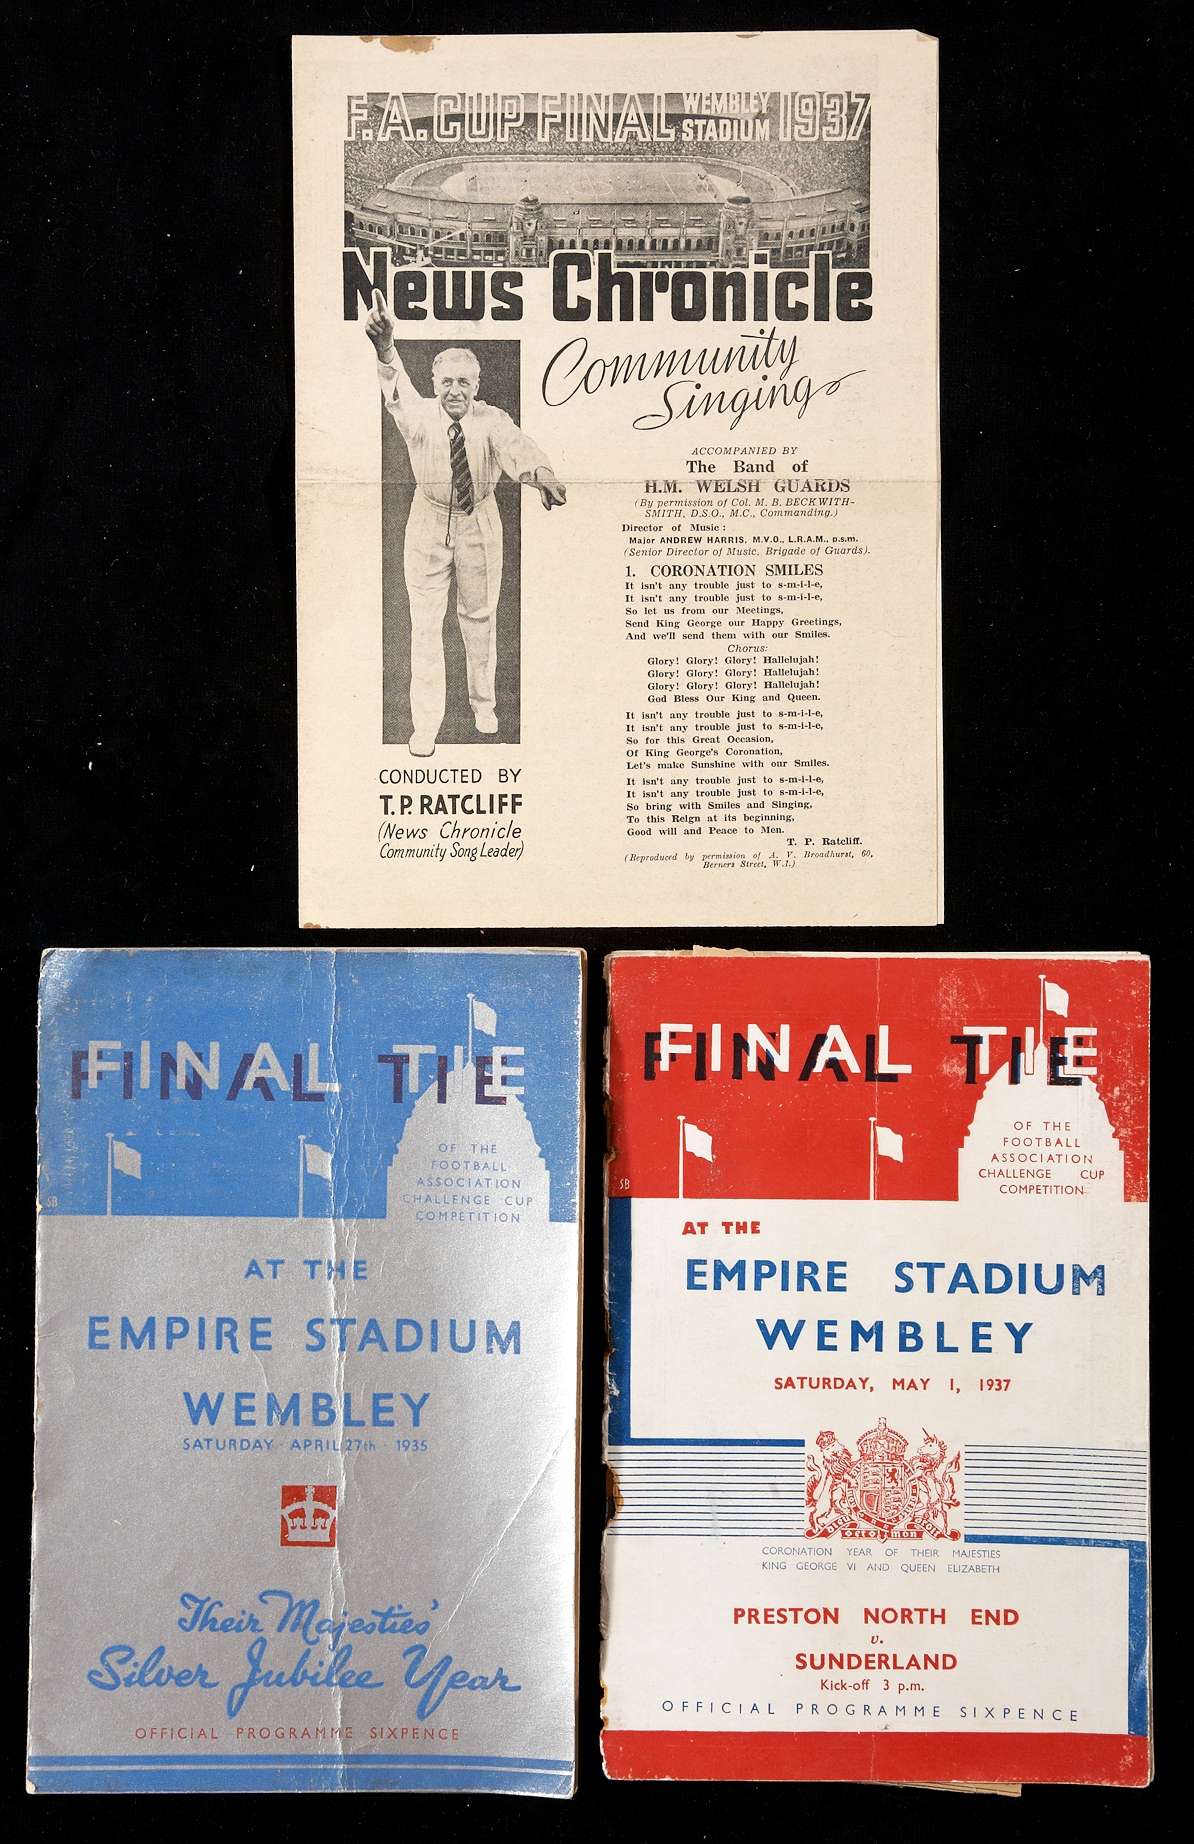 F.A. CUP FINAL WEMBLEY STADIUM 1937
News Chronicle
Community
Singing
ACCOMPANIED BY
The Band of
H.M. WELSH GUARDS
(By permission of Col. M. B. BECKWITH-
SMITH, D.S.O., M.C., Commanding.)
Director of Music :
Major ANDREW HARRIS, M.V.O., L.R.A.M., p.s.m.
(Senior Director of Music, Brigade of Guards).
1. CORONATION SMILES
It isn't any trouble just to s-m-i-l-e,
It isn't any trouble just to s-m-i-l-e,
So let us from our Meetings,
Send King George our Happy Greetings,
And we'll send them with our Smiles.
Chorus:
Glory! Glory! Glory! Hallelujah!
Glory! Glory! Glory! Hallelujah!
Glory! Glory! Glory! Hallelujah!
God Bless Our King and Queen.
It isn't any trouble just to s-m-i-l-e,
It isn't any trouble just to s-m-i-l-e,
So for this Great Occasion,
Of King George's Coronation,
Let's make Sunshine with our Smiles.
It isn't any trouble just to s-m-i-l-e,
It isn't any trouble just to s-m-i-l-e,
So bring with Smiles and Singing,
To this Reign at its beginning,
Good will and Peace to Men.
T. P. Ratcliff.
(Reproduced by permission of A. V. Broadhurst, 60,
Berners Street, W.1.)
CONDUCTED BY
T.P. RATCLIFF
(News Chronicle
Community Song Leader)
FINAL TIE
OF THE
FOOTBALL
ASSOCIATION
CHALLENGE CUP
COMPETITION
SB
AT THE
EMPIRE STADIUM
WEMBLEY
SATURDAY · APRIL 27th · 1935
Their Majesties'
Silver Jubilee Year
OFFICIAL PROGRAMME SIXPENCE
FINAL TIE
OF THE
FOOTBALL
ASSOCIATION
CHALLENGE CUP
COMPETITION
SB
AT THE
EMPIRE STADIUM
WEMBLEY
SATURDAY, MAY 1, 1937
dieu et mon droit
CORONATION YEAR OF THEIR MAJESTIES
KING GEORGE VI AND QUEEN ELIZABETH
PRESTON NORTH END
v.
SUNDERLAND
Kick-off 3 p.m.
OFFICIAL PROGRAMME SIXPENCE